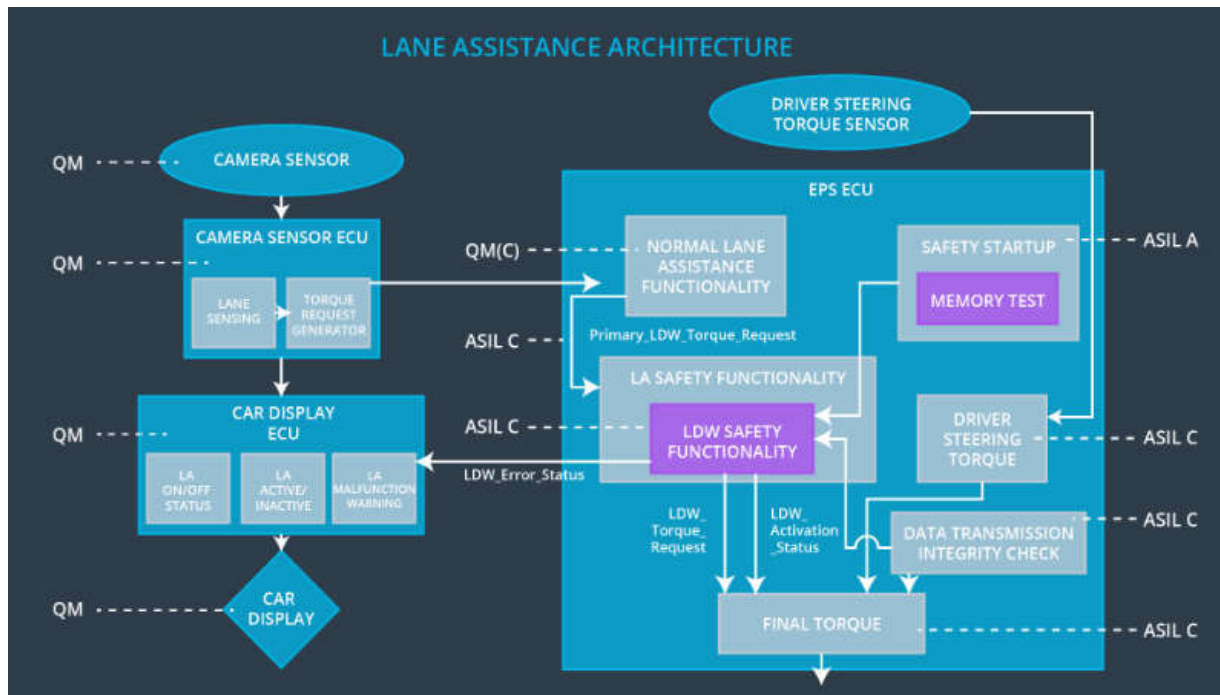 LANE ASSISTANCE ARCHITECTURE
DRIVER STEERING
TORQUE SENSOR
QM
CAMERA SENSOR
EPS ECU
QM
CAMERA SENSOR ECU
LANE
SENSING
TORQUE
REQUEST
GENERATOR
QM(C)
NORMAL LANE
ASSISTANCE
FUNCTIONALITY
SAFETY STARTUP
MEMORY TEST
ASIL A
ASIL C
Primary_LDW_Torque_Request
LA SAFETY FUNCTIONALITY
ASIL C
LDW SAFETY
FUNCTIONALITY
DRIVER
STEERING
TORQUE
ASIL C
QM
CAR DISPLAY
ECU
LA
ON/OFF
STATUS
LA
ACTIVE/
INACTIVE
LA
MALFUNCTION
WARNING
LDW_Error_Status
LDW_
Torque_
Request
LDW_
Activation
_Status
DATA TRANSMISSION
INTEGRITY CHECK
ASIL C
QM
CAR
DISPLAY
FINAL TORQUE
ASIL C